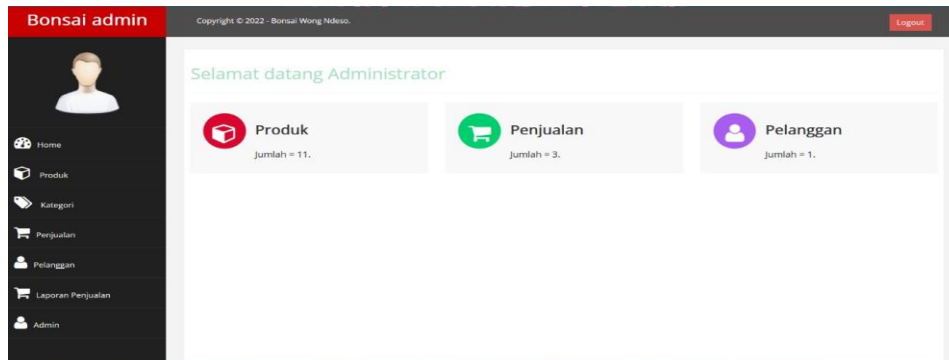 Bonsai admin
Copyright © 2022 - Bonsai Wong Ndeso.
Logout
Selamat datang Administrator
Produk
Jumlah = 11.
Penjualan
Jumlah = 3.
Pelanggan
Jumlah = 1.
Home
Produk
Kategori
Penjualan
Pelanggan
Laporan Penjualan
Admin